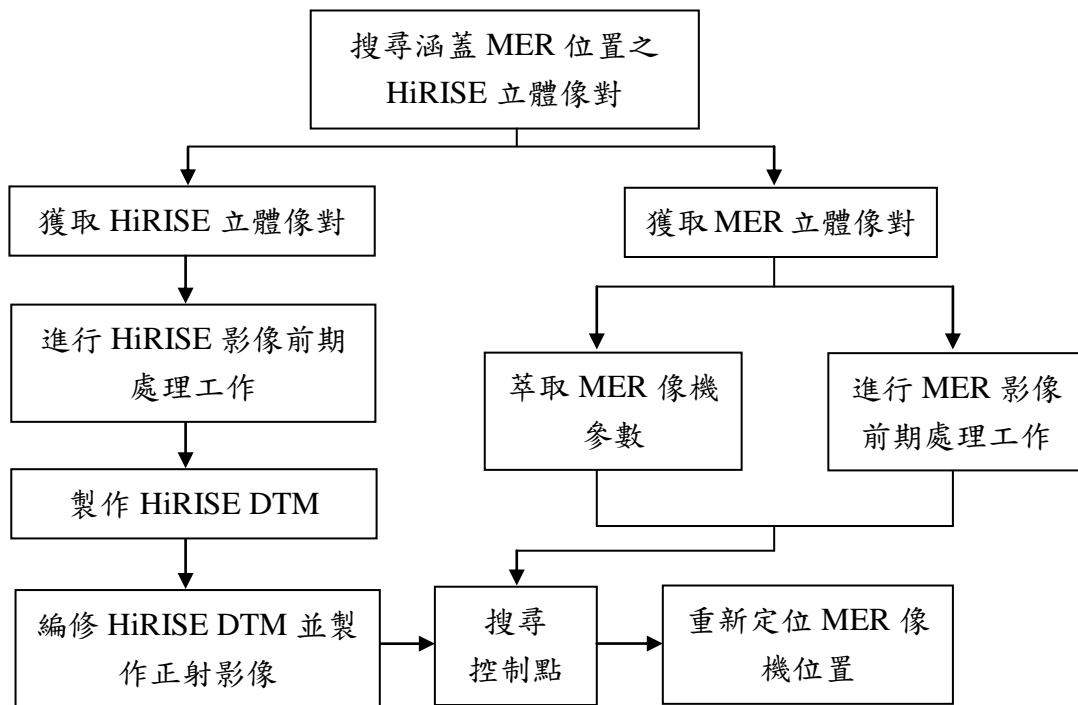 搜尋涵蓋 MER 位置之
HiRISE 立體像對
獲取 HiRISE 立體像對
獲取 MER 立體像對
進行 HiRISE 影像前期
處理工作
萃取 MER 像機
參數
進行 MER 影像
前期處理工作
製作 HiRISE DTM
編修 HiRISE DTM 並製
作正射影像
搜尋
控制點
重新定位 MER 像
機位置